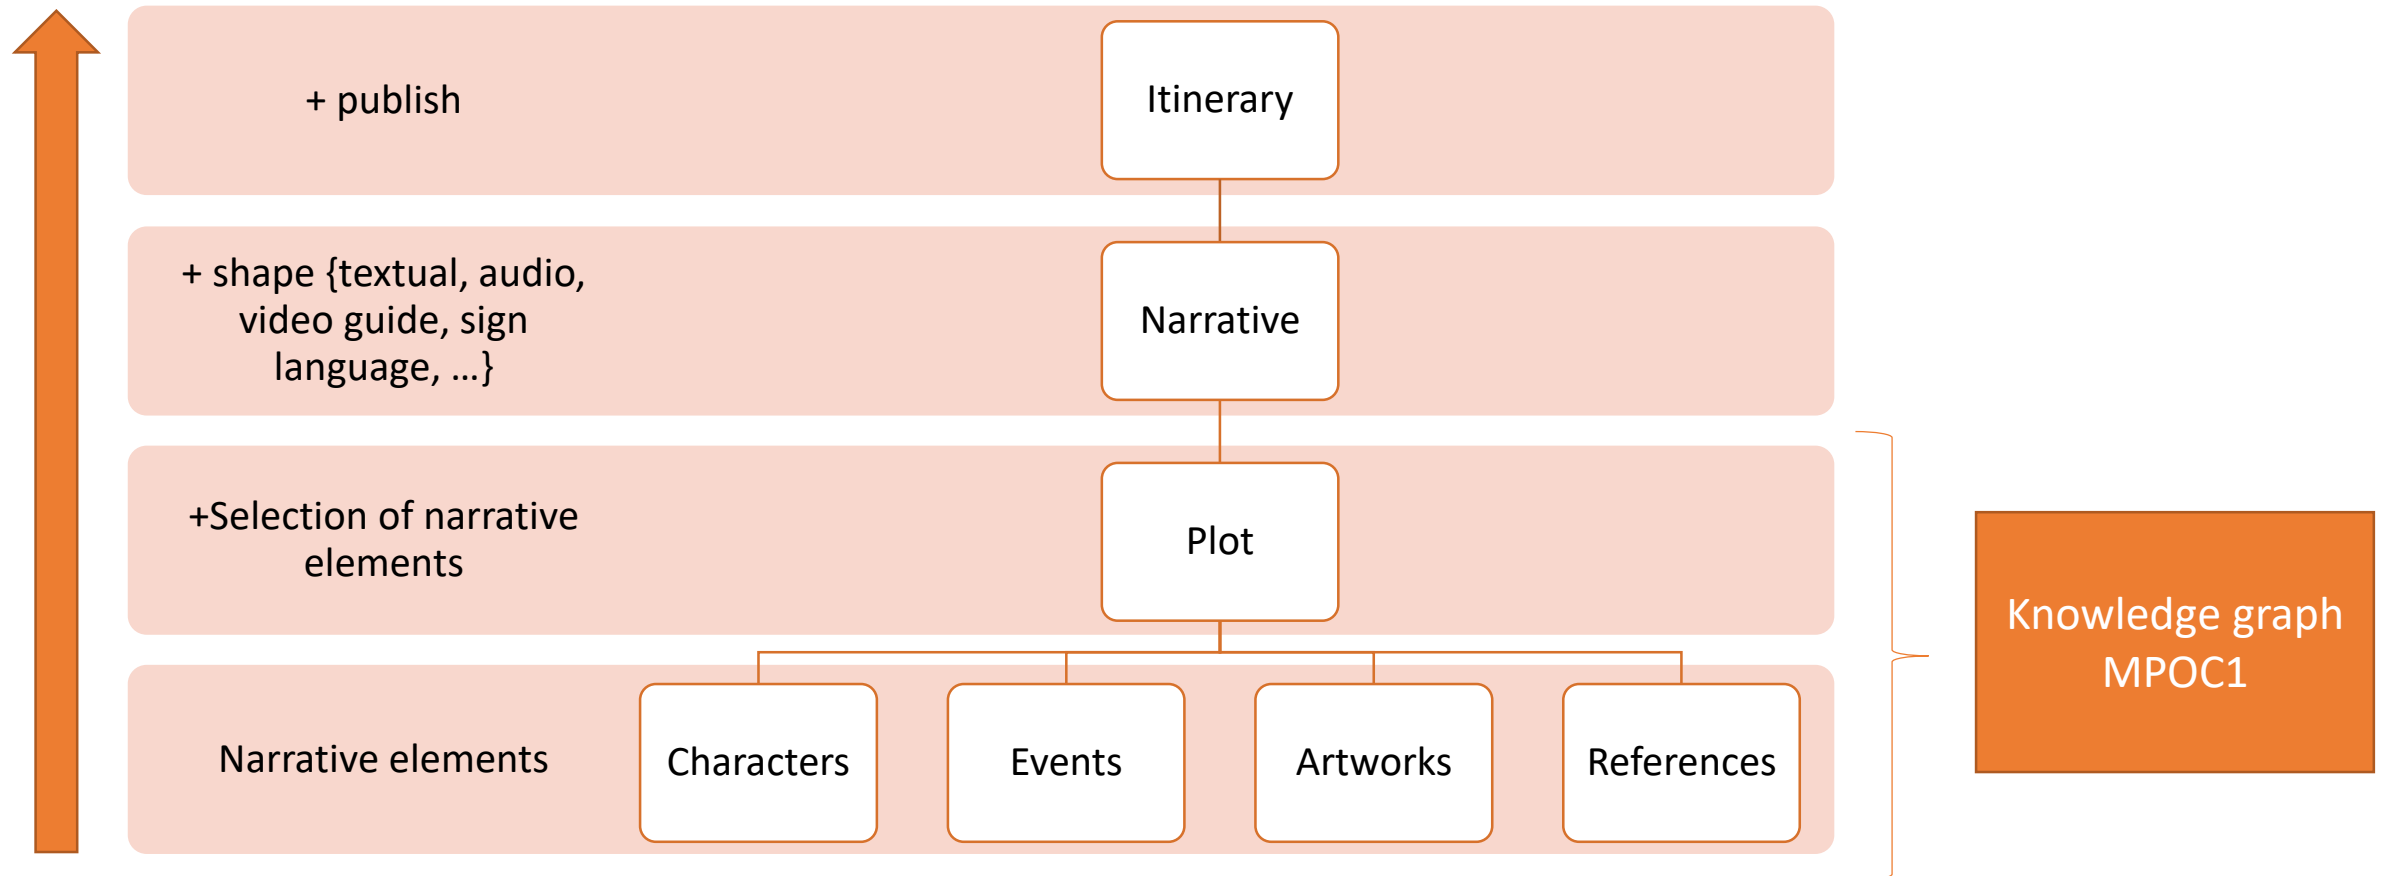 + publish
Itinerary
+ shape {textual, audio,
video guide, sign
language, …}
Narrative
+Selection of narrative
elements
Plot
Narrative elements
Characters
Events
Artworks
References
Knowledge graph
MPOC1